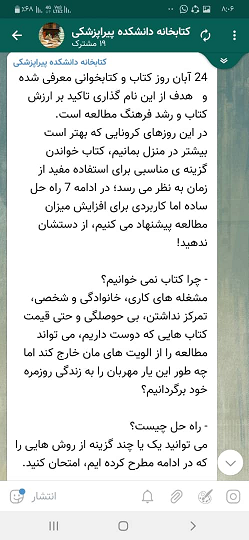 ٪۶۸
۸:۰۶
کتابخانه دانشکده پیراپزشکی
۱۹ مشترک
کتابخانه دانشکده پیراپزشکی
24 آبان روز کتاب و کتابخوانی معرفی شده
و هدف از این نام گذاری تاکید بر ارزش
کتاب و رشد فرهنگ مطالعه است.
در این روزهای کرونایی که بهتر است
بیشتر در منزل بمانیم، کتاب خواندن
گزینه ی مناسبی برای استفاده مفید از
زمان به نظر می رسد؛ در ادامه 7 راه حل
ساده اما کاربردی برای افزایش میزان
مطالعه پیشنهاد می کنیم، از دستشان
ندهید!
- چرا کتاب نمی خوانیم؟
مشغله های کاری، خانوادگی و شخصی،
تمرکز نداشتن، بی حوصلگی و حتی قیمت
کتاب هایی که دوست داریم، می تواند
مطالعه را از الویت های مان خارج کند اما
چه طور این یار مهربان را به زندگی روزمره
خود برگردانیم؟
- راه حل چیست؟
می توانید یک یا چند گزینه از روش هایی را
که در ادامه مطرح کرده ایم، امتحان کنید.
انتشار